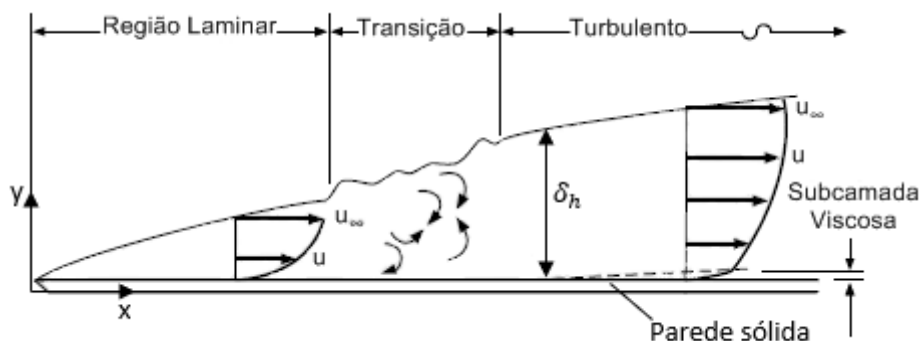 Região Laminar
Transição
Turbulento
y
u∞
u
δₕ
u∞
u
Subcamada
Viscosa
x
Parede sólida